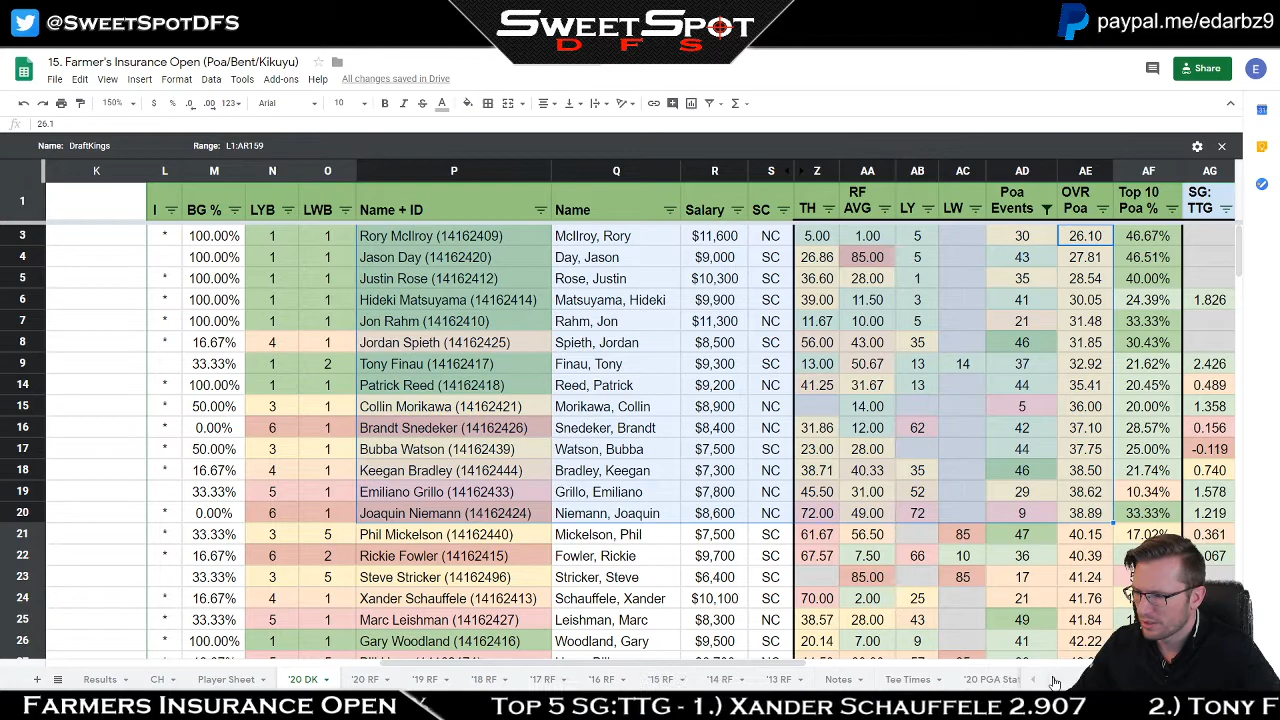 @SweetSpotDFS
SWEETSPOT
DFS
paypal.me/edarbz9
15. Farmer's Insurance Open (Poa/Bent/Kikuyu)
File Edit View Insert Format Data Tools Add-ons Help All changes saved in Drive
Share
E
150% $ % .0 .00 123 Arial 10 B I S A
fx 26.1
Name: DraftKings Range: L1:AR159
K L M N O P Q R S Z AA AB AC AD AE AF AG
1 I BG % LYB LWB Name + ID Name Salary SC TH RF AVG LY LW Poa Events OVR Poa Top 10 Poa % SG: TTG
3 * 100.00% 1 1 Rory McIlroy (14162409) McIlroy, Rory $11,600 NC 5.00 1.00 5 30 26.10 46.67%
4 100.00% 1 1 Jason Day (14162420) Day, Jason $9,000 SC 26.86 85.00 5 43 27.81 46.51%
5 * 100.00% 1 1 Justin Rose (14162412) Rose, Justin $10,300 SC 36.60 28.00 1 35 28.54 40.00%
6 * 100.00% 1 1 Hideki Matsuyama (14162414) Matsuyama, Hideki $9,900 SC 39.00 11.50 3 41 30.05 24.39% 1.826
7 * 100.00% 1 1 Jon Rahm (14162410) Rahm, Jon $11,300 NC 11.67 10.00 5 21 31.48 33.33%
8 * 16.67% 4 1 Jordan Spieth (14162425) Spieth, Jordan $8,500 SC 56.00 43.00 35 46 31.85 30.43%
9 33.33% 1 2 Tony Finau (14162417) Finau, Tony $9,300 SC 13.00 50.67 13 14 37 32.92 21.62% 2.426
14 * 100.00% 1 1 Patrick Reed (14162418) Reed, Patrick $9,200 SC 41.25 31.67 13 44 35.41 20.45% 0.489
15 * 50.00% 3 1 Collin Morikawa (14162421) Morikawa, Collin $8,900 NC 14.00 5 36.00 20.00% 1.358
16 * 0.00% 6 1 Brandt Snedeker (14162426) Snedeker, Brandt $8,400 SC 31.86 12.00 62 42 37.10 28.57% 0.156
17 * 50.00% 3 1 Bubba Watson (14162439) Watson, Bubba $7,500 SC 23.00 28.00 44 37.75 25.00% -0.119
18 * 16.67% 4 1 Keegan Bradley (14162444) Bradley, Keegan $7,300 SC 38.71 40.33 35 46 38.50 21.74% 0.740
19 33.33% 5 1 Emiliano Grillo (14162433) Grillo, Emiliano $7,800 SC 45.50 31.00 52 29 38.62 10.34% 1.578
20 * 0.00% 6 1 Joaquin Niemann (14162424) Niemann, Joaquin $8,600 SC 72.00 49.00 72 9 38.89 33.33% 1.219
21 33.33% 3 5 Phil Mickelson (14162440) Mickelson, Phil $7,500 SC 61.67 56.50 85 47 40.15 17.02% 0.361
22 * 16.67% 6 2 Rickie Fowler (14162415) Fowler, Rickie $9,700 SC 67.57 7.50 66 10 36 40.39
23 33.33% 3 5 Steve Stricker (14162496) Stricker, Steve $6,400 SC 85.00 85 17 41.24
24 * 16.67% 4 1 Xander Schauffele (14162413) Schauffele, Xander $10,100 SC 70.00 2.00 25 21 41.76
25 * 33.33% 5 1 Marc Leishman (14162427) Leishman, Marc $8,300 SC 38.57 28.00 43 49 41.84
26 * 100.00% 1 1 Gary Woodland (14162416) Woodland, Gary $9,500 SC 20.14 7.00 9 41 42.22
Results CH Player Sheet '20 DK '20 RF '19 RF '18 RF '17 RF '16 RF '15 RF '14 RF '13 RF Notes Tee Times '20 PGA Sta
Farmers Insurance Open Top 5 SG:TTG - 1.) Xander Schauffele 2.907 2.) Tony F